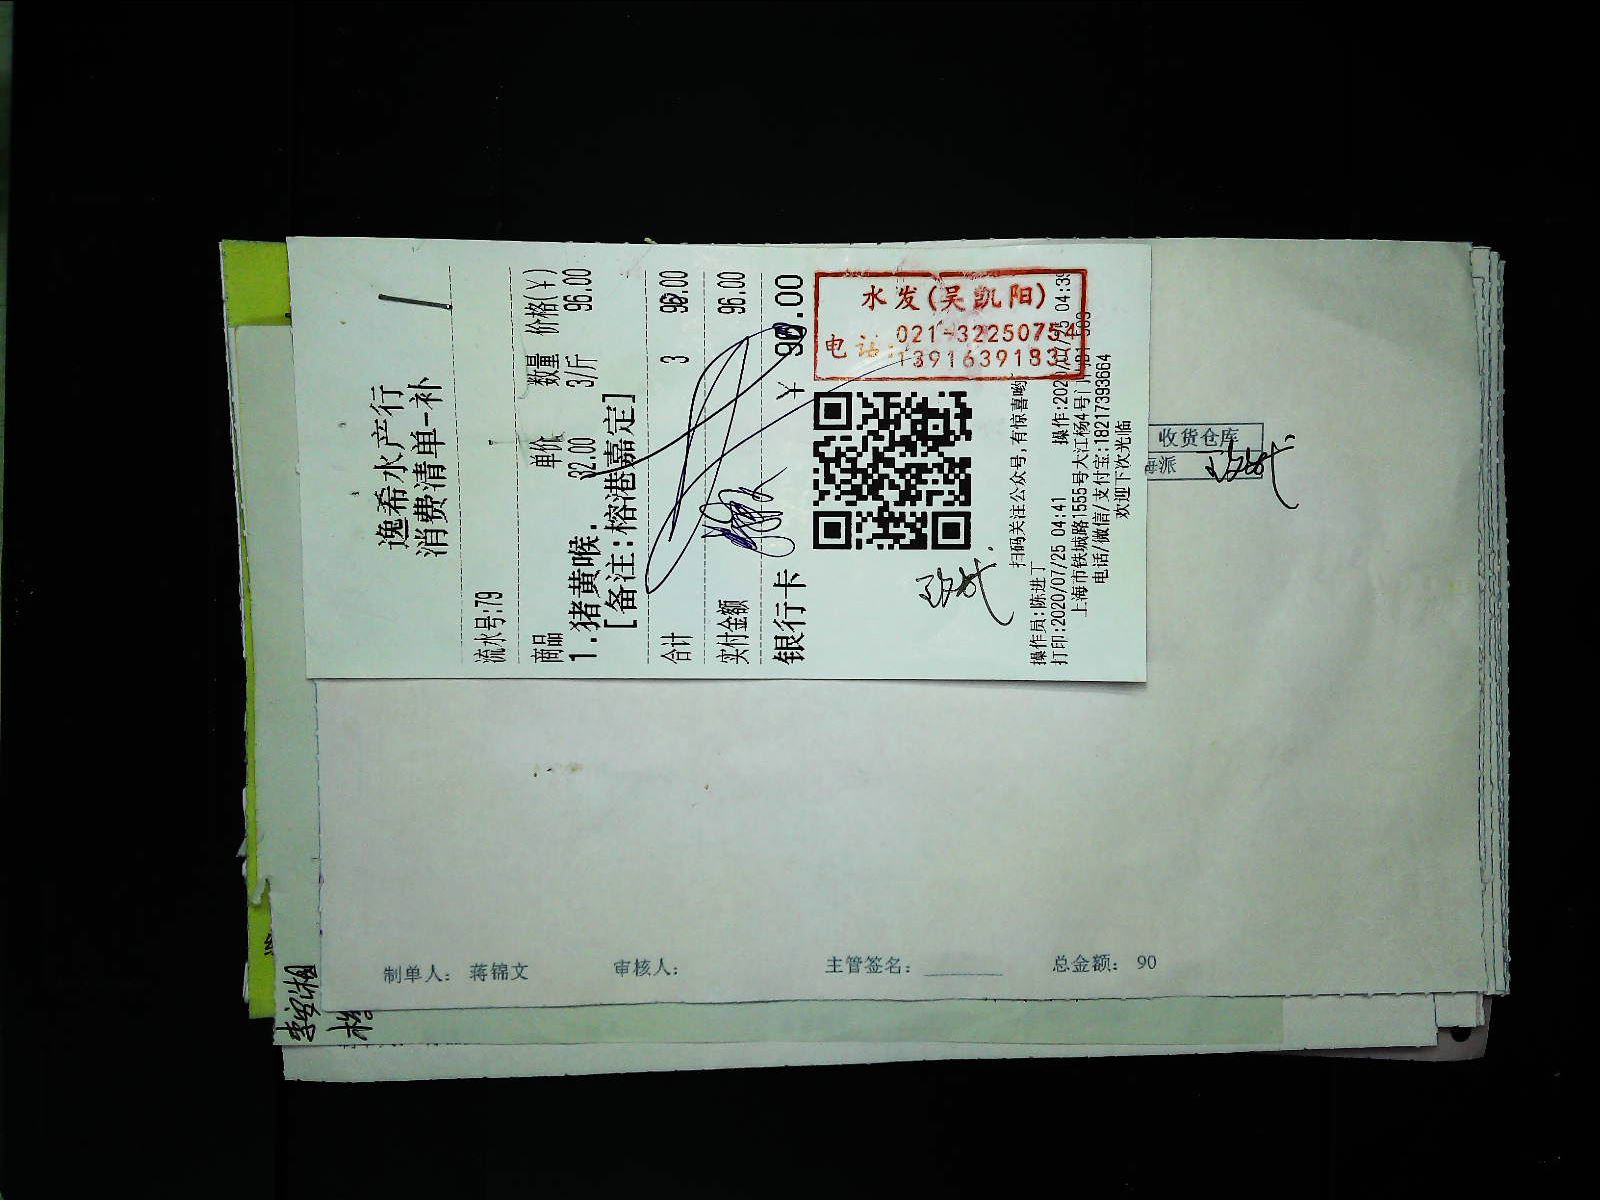 逸希水产行
消费清单-补
流水号:79
商品 单价 数量 价格(¥)
1.猪黄喉. 32.00 3/斤 96.00
[备注:榕港嘉定]
合计 3
实付金额 96.00
银行卡 ¥ 90.00
水发(吴凯阳)
电话: 021-32250754
扫码关注公众号,有惊喜哟
操作员:陈进丁
打印:2020/07/25 04:41
上海市铁城路1555号大江杨4号门
电话/微信/支付宝:18217393664
欢迎下次光临
收货仓库
海派
制单人: 蒋锦文 审核人: 主管签名: 总金额: 90